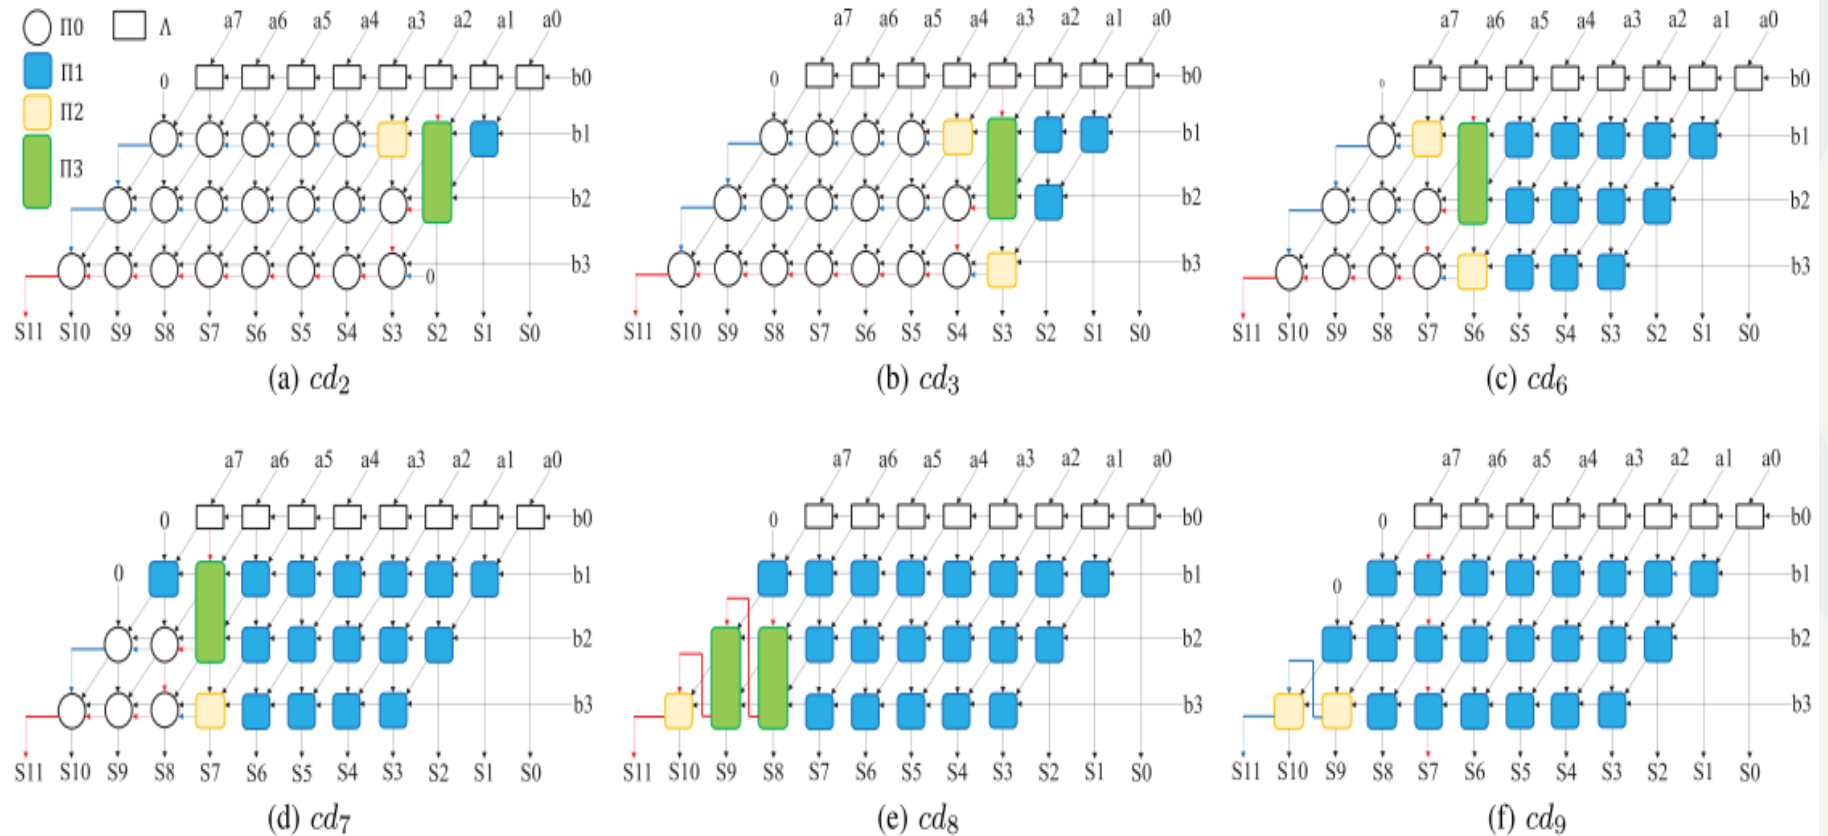 Π0 Λ
Π1
Π2
Π3
a7 a6 a5 a4 a3 a2 a1 a0
0
b0
b1
b2
b3
0
S11 S10 S9 S8 S7 S6 S5 S4 S3 S2 S1 S0
(a) cd2
a7 a6 a5 a4 a3 a2 a1 a0
0
b0
b1
b2
b3
S11 S10 S9 S8 S7 S6 S5 S4 S3 S2 S1 S0
(b) cd3
a7 a6 a5 a4 a3 a2 a1 a0
0
b0
b1
b2
b3
S11 S10 S9 S8 S7 S6 S5 S4 S3 S2 S1 S0
(c) cd6
a7 a6 a5 a4 a3 a2 a1 a0
0
b0
0
b1
b2
b3
S11 S10 S9 S8 S7 S6 S5 S4 S3 S2 S1 S0
(d) cd7
a7 a6 a5 a4 a3 a2 a1 a0
0
b0
b1
b2
b3
S11 S10 S9 S8 S7 S6 S5 S4 S3 S2 S1 S0
(e) cd8
a7 a6 a5 a4 a3 a2 a1 a0
0
b0
0
b1
b2
b3
S11 S10 S9 S8 S7 S6 S5 S4 S3 S2 S1 S0
(f) cd9